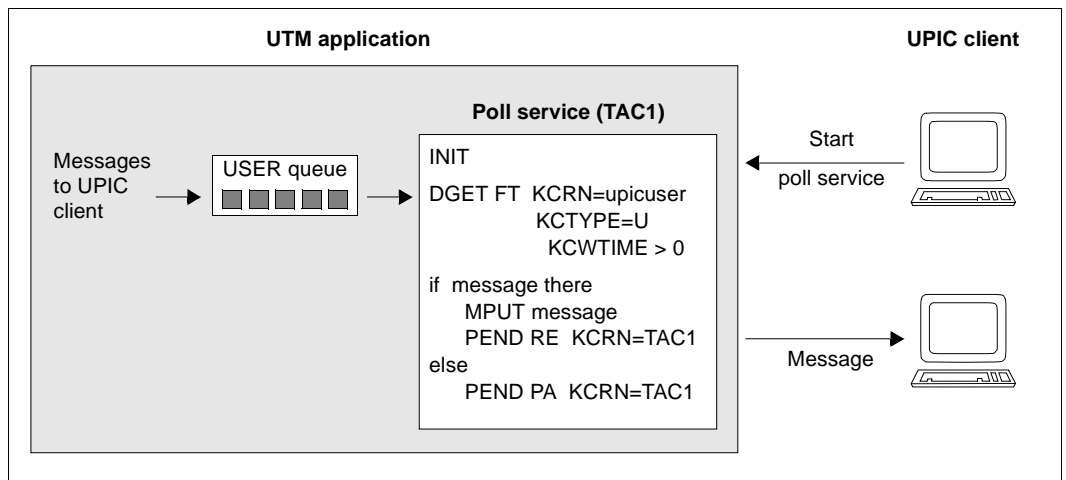 UTM application
UPIC client
Poll service (TAC1)
Messages
to UPIC
client
USER queue
INIT
DGET FT KCRN=upicuser
KCTYPE=U
KCWTIME > 0
if message there
MPUT message
PEND RE KCRN=TAC1
else
PEND PA KCRN=TAC1
Start
poll service
Message